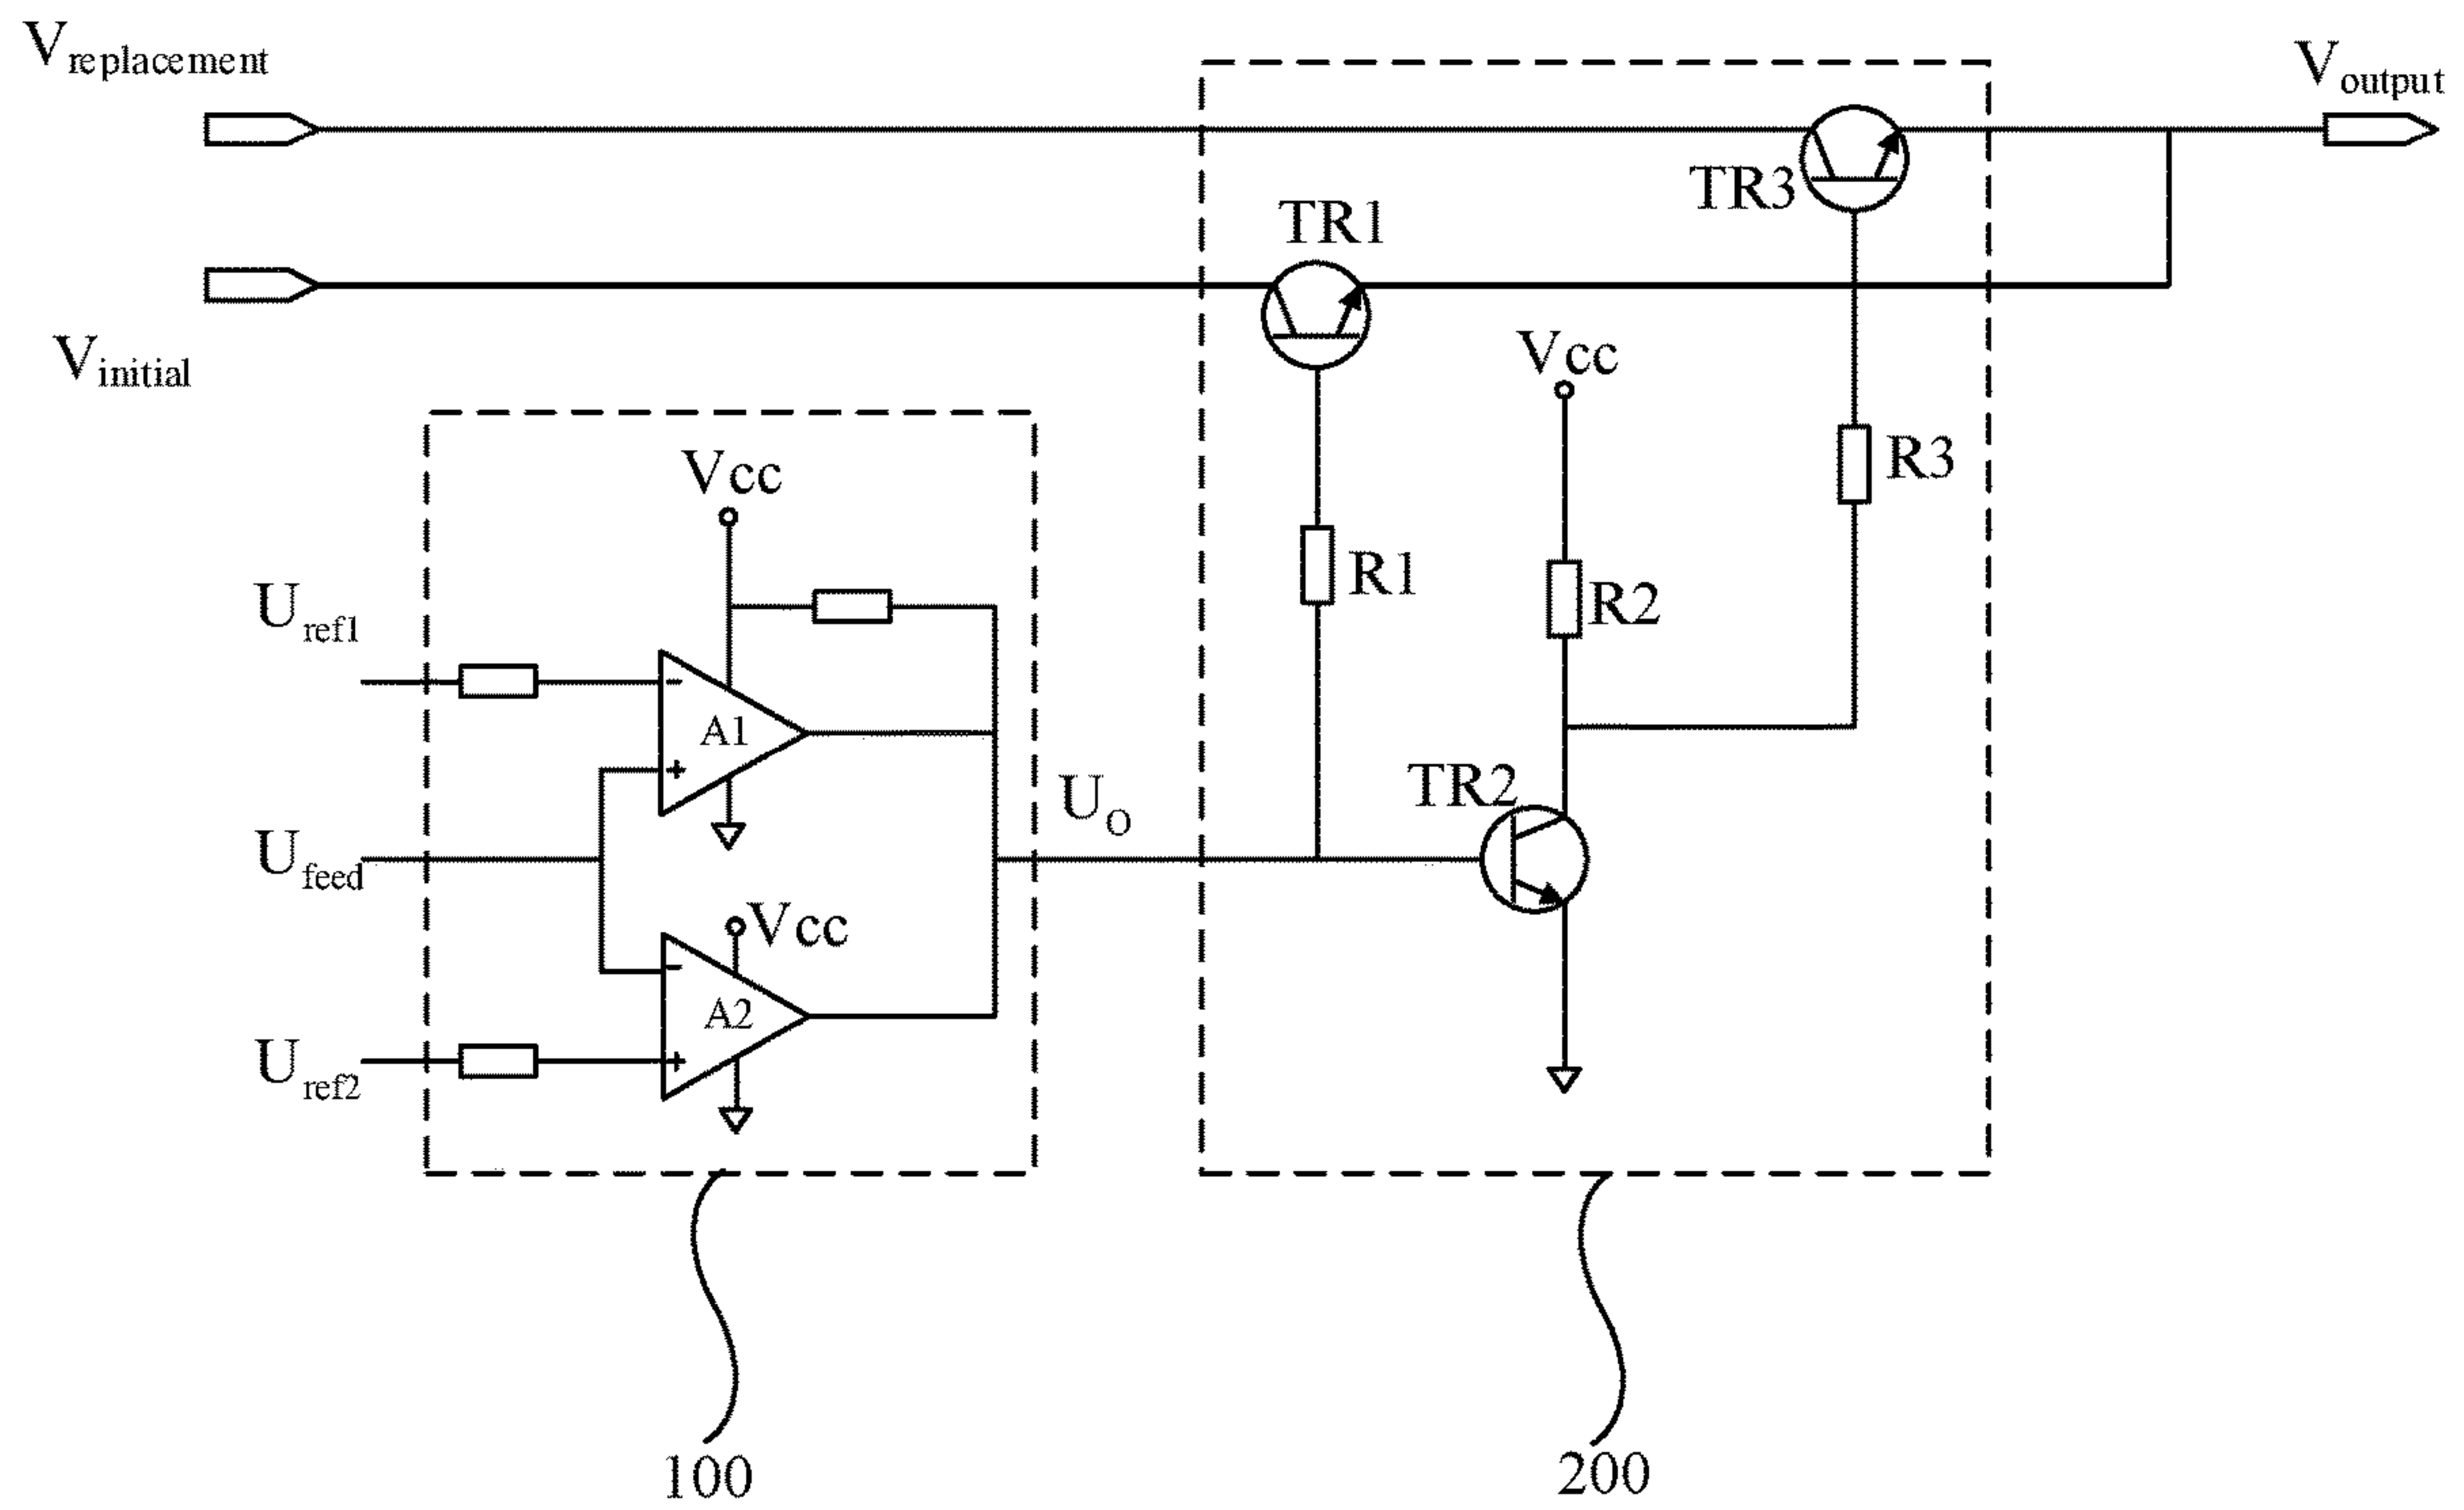 Vreplacement
Voutput
TR3
TR1
Vinitial
Vcc
R3
Vcc
R1
R2
Uref1
-
A1
+
UO
TR2
Ufeed
Vcc
-
A2
+
Uref2
100
200